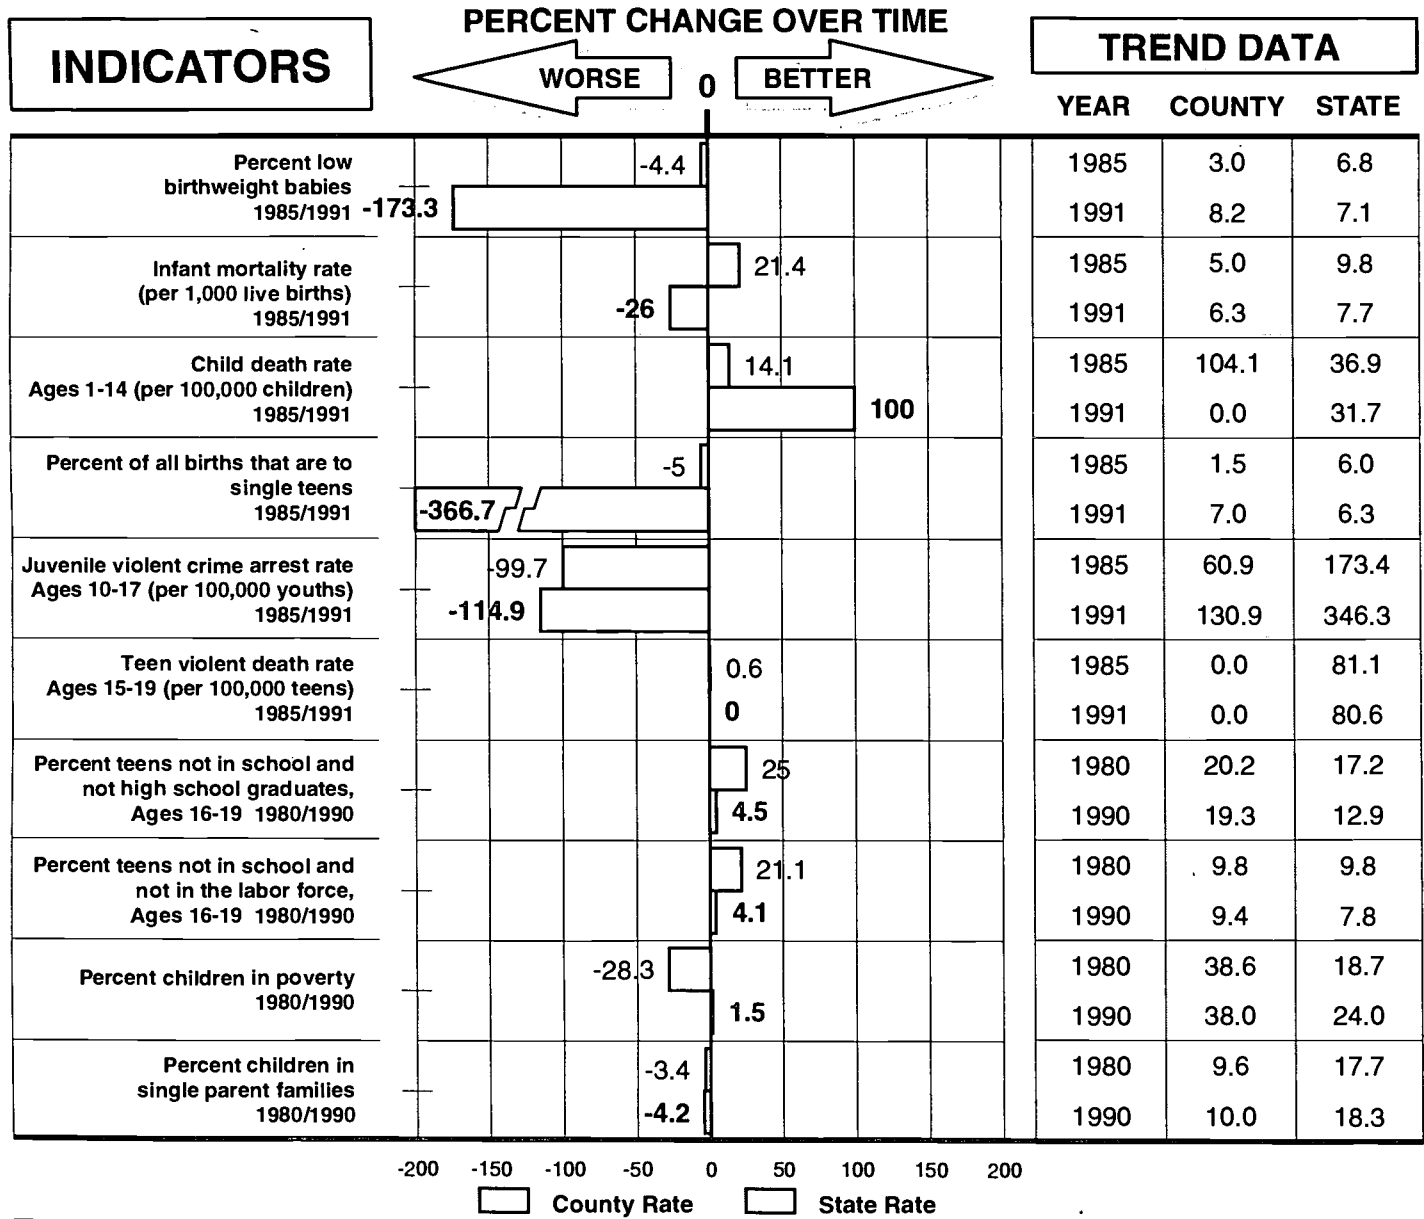 PERCENT CHANGE OVER TIME
INDICATORS
WORSE 0 BETTER
TREND DATA
YEAR COUNTY STATE
Percent low
birthweight babies
1985/1991
-4.4
-173.3
1985 3.0 6.8
1991 8.2 7.1
Infant mortality rate
(per 1,000 live births)
1985/1991
21.4
-26
1985 5.0 9.8
1991 6.3 7.7
Child death rate
Ages 1-14 (per 100,000 children)
1985/1991
14.1
100
1985 104.1 36.9
1991 0.0 31.7
Percent of all births that are to
single teens
1985/1991
-5
-366.7
1985 1.5 6.0
1991 7.0 6.3
Juvenile violent crime arrest rate
Ages 10-17 (per 100,000 youths)
1985/1991
-99.7
-114.9
1985 60.9 173.4
1991 130.9 346.3
Teen violent death rate
Ages 15-19 (per 100,000 teens)
1985/1991
0.6
0
1985 0.0 81.1
1991 0.0 80.6
Percent teens not in school and
not high school graduates,
Ages 16-19 1980/1990
25
4.5
1980 20.2 17.2
1990 19.3 12.9
Percent teens not in school and
not in the labor force,
Ages 16-19 1980/1990
21.1
4.1
1980 9.8 9.8
1990 9.4 7.8
Percent children in poverty
1980/1990
-28.3
1.5
1980 38.6 18.7
1990 38.0 24.0
Percent children in
single parent families
1980/1990
-3.4
-4.2
1980 9.6 17.7
1990 10.0 18.3
-200 -150 -100 -50 0 50 100 150 200
County Rate State Rate